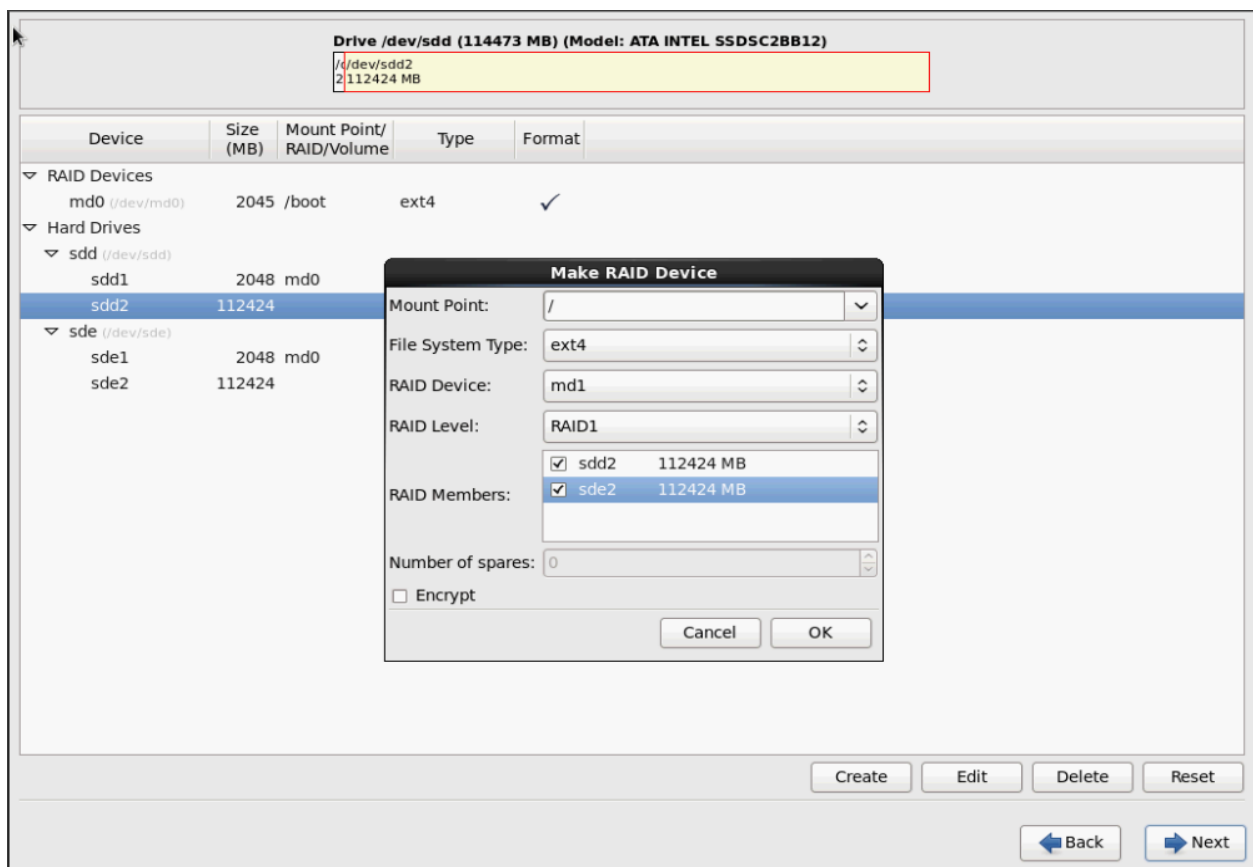 Drive /dev/sdd (114473 MB) (Model: ATA INTEL SSDSC2BB12)
/dev/sdd2
2 112424 MB
Device Size (MB) Mount Point/ RAID/Volume Type Format
RAID Devices
md0 (/dev/md0) 2045 /boot ext4
Hard Drives
sdd (/dev/sdd)
sdd1 2048 md0
sdd2 112424
sde (/dev/sde)
sde1 2048 md0
sde2 112424
Make RAID Device
Mount Point: /
File System Type: ext4
RAID Device: md1
RAID Level: RAID1
RAID Members:
sdd2 112424 MB
sde2 112424 MB
Number of spares: 0
Encrypt
Cancel OK
Create Edit Delete Reset
Back Next